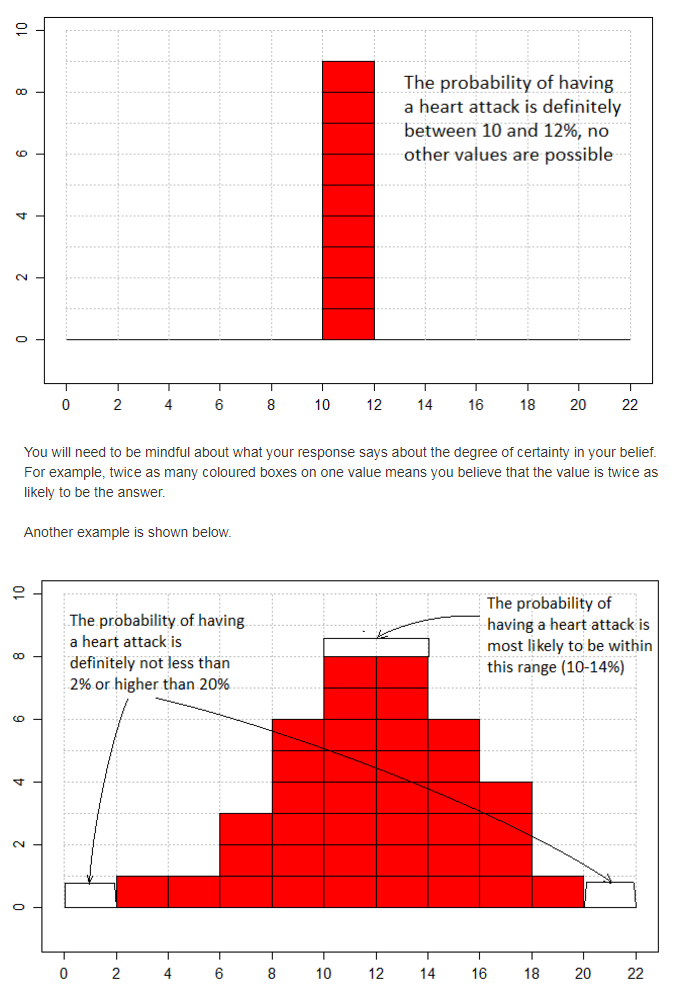 10
The probability of having
8
a heart attack is definitely
between 10 and 12%, no
6
other values are possible
4
2
0
0 2 4 6 8 10 12 14 16 18 20 22
You will need to be mindful about what your response says about the degree of certainty in your belief.
For example, twice as many coloured boxes on one value means you believe that the value is twice as
likely to be the answer.
Another example is shown below.
10
The probability of having
a heart attack is
definitely not less than
2% or higher than 20%
The probability of
having a heart attack is
most likely to be within
this range (10-14%)
8
6
4
2
0
0 2 4 6 8 10 12 14 16 18 20 22